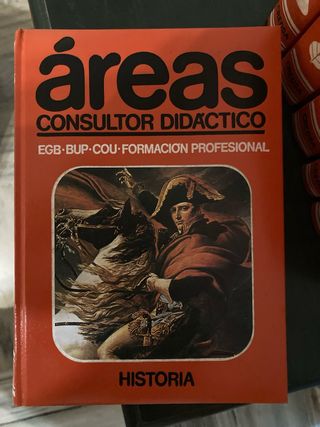 áreas
CONSULTOR DIDÁCTICO
EGB·BUP·COU·FORMACIÓN PROFESIONAL
HISTORIA